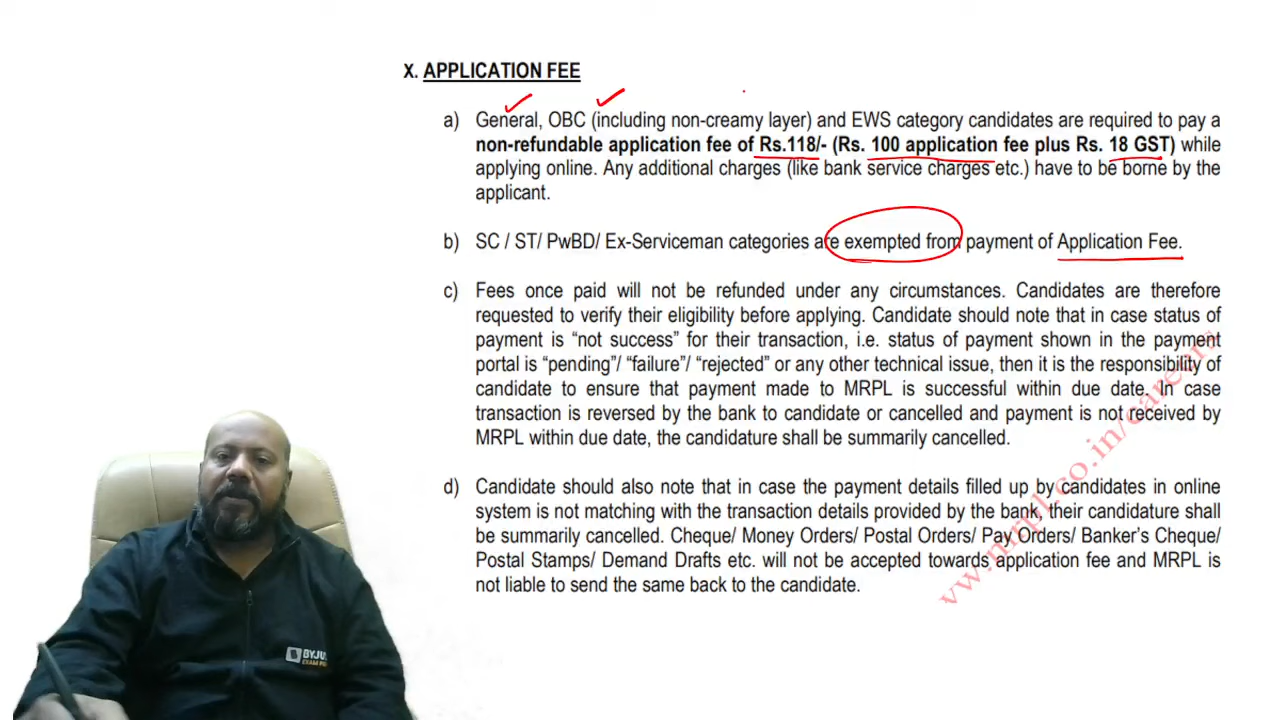 X. APPLICATION FEE
a) General, OBC (including non-creamy layer) and EWS category candidates are required to pay a
non-refundable application fee of Rs.118/- (Rs. 100 application fee plus Rs. 18 GST) while
applying online. Any additional charges (like bank service charges etc.) have to be borne by the
applicant.
b) SC / ST/ PwBD/ Ex-Serviceman categories are exempted from payment of Application Fee.
c) Fees once paid will not be refunded under any circumstances. Candidates are therefore
requested to verify their eligibility before applying. Candidate should note that in case status of
payment is “not success” for their transaction, i.e. status of payment shown in the payment
portal is “pending”/ “failure”/ “rejected” or any other technical issue, then it is the responsibility of
candidate to ensure that payment made to MRPL is successful within due date. In case
transaction is reversed by the bank to candidate or cancelled and payment is not received by
MRPL within due date, the candidature shall be summarily cancelled.
d) Candidate should also note that in case the payment details filled up by candidates in online
system is not matching with the transaction details provided by the bank, their candidature shall
be summarily cancelled. Cheque/ Money Orders/ Postal Orders/ Pay Orders/ Banker’s Cheque/
Postal Stamps/ Demand Drafts etc. will not be accepted towards application fee and MRPL is
not liable to send the same back to the candidate.
vw.mrpl.co.in/careers
BYJU
EXAM P